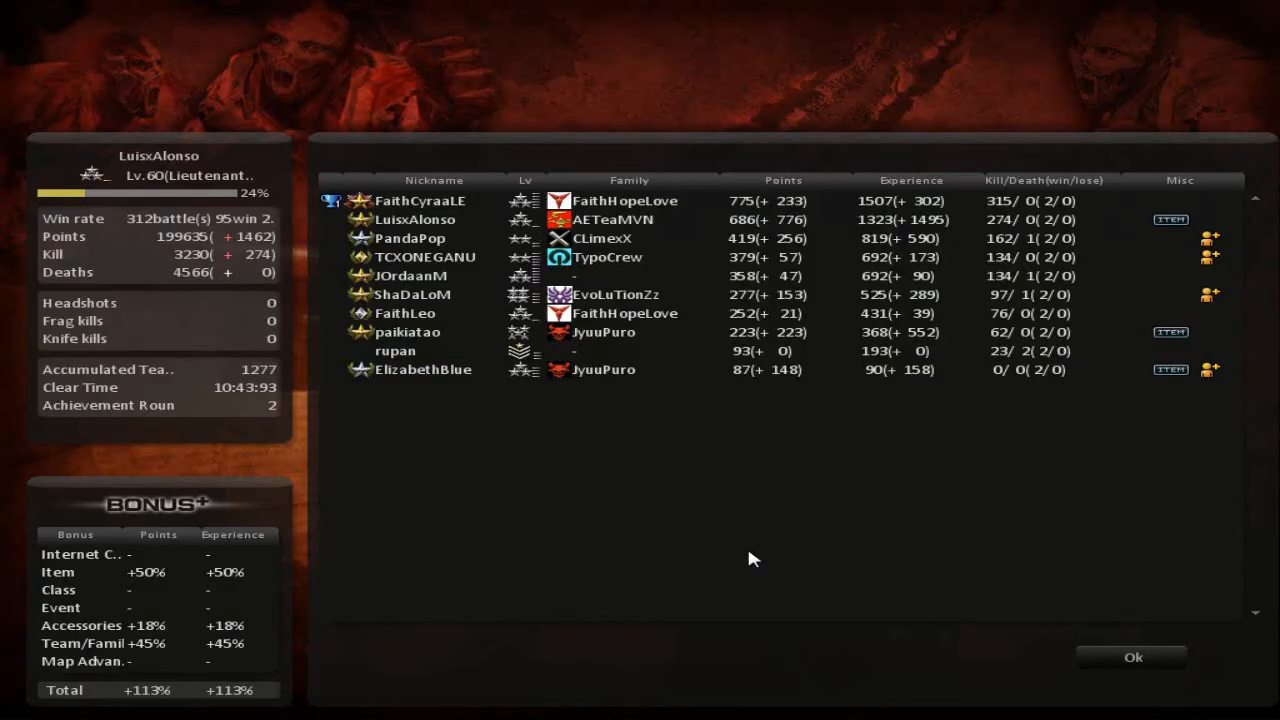 LuisxAlonso
Lv.60(Lieutenant..
24%
Win rate 312battle(s) 95win 2.
Points 199635( +1462)
Kill 3230( + 274)
Deaths 4566( + 0)
Headshots 0
Frag kills 0
Knife kills 0
Accumulated Tea.. 1277
Clear Time 10:43:93
Achievement Roun 2
BONUS+
Bonus Points Experience
Internet C.. - -
Item +50% +50%
Class - -
Event - -
Accessories +18% +18%
Team/Famil +45% +45%
Map Advan. - -
Total +113% +113%
Nickname Lv Family Points Experience Kill/Death(win/lose) Misc
FaithCyraaLE FaithHopeLove 775(+ 233) 1507(+ 302) 315/ 0( 2/ 0)
LuisxAlonso AETeaMVN 686(+ 776) 1323(+ 1495) 274/ 0( 2/ 0) ITEM
PandaPop CLimexX 419(+ 256) 819(+ 590) 162/ 1( 2/ 0)
TCXONEGANU TypoCrew 379(+ 57) 692(+ 173) 134/ 0( 2/ 0)
JOrdaanM - 358(+ 47) 692(+ 90) 134/ 1( 2/ 0)
ShaDaLoM EvoLuTionZz 277(+ 153) 525(+ 289) 97/ 1( 2/ 0)
FaithLeo FaithHopeLove 252(+ 21) 431(+ 39) 76/ 0( 2/ 0)
paikiatao JyuuPuro 223(+ 223) 368(+ 552) 62/ 0( 2/ 0) ITEM
rupan - 93(+ 0) 193(+ 0) 23/ 2( 2/ 0)
ElizabethBlue JyuuPuro 87(+ 148) 90(+ 158) 0/ 0( 2/ 0) ITEM
Ok